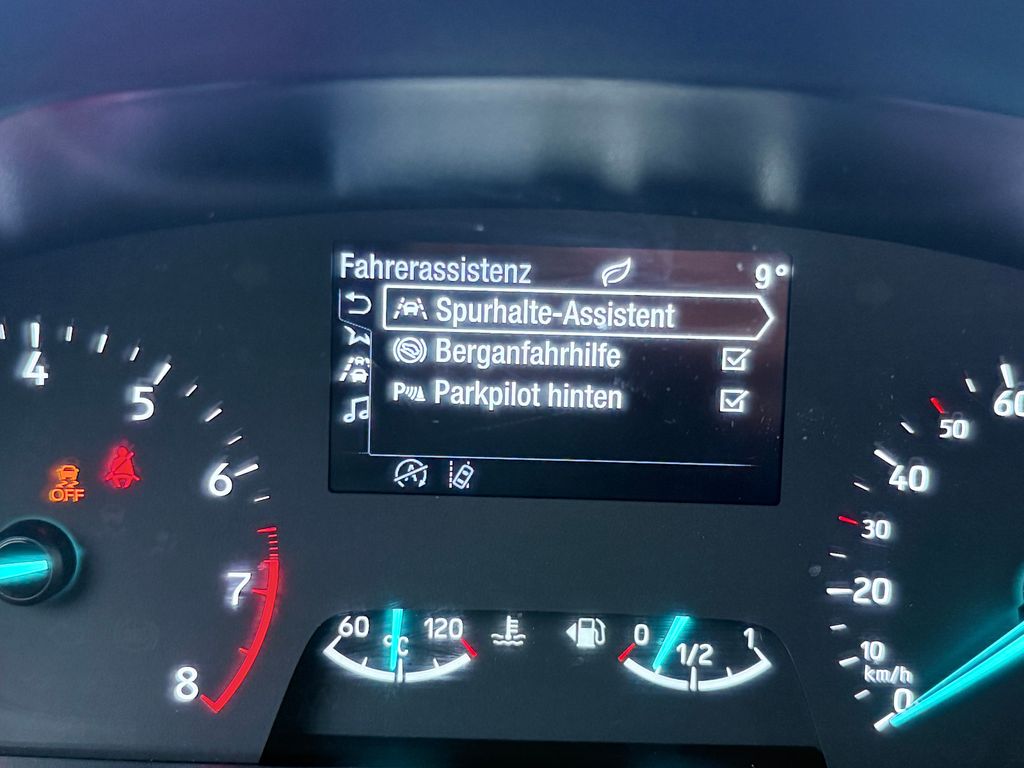 Fahrerassistenz 9°
Spurhalte-Assistent
Berganfahrhilfe
Parkpilot hinten
P
A
4
5
6
7
8
OFF
60 120
°C
0 1/2 1
60
50
40
30
20
10
km/h
0